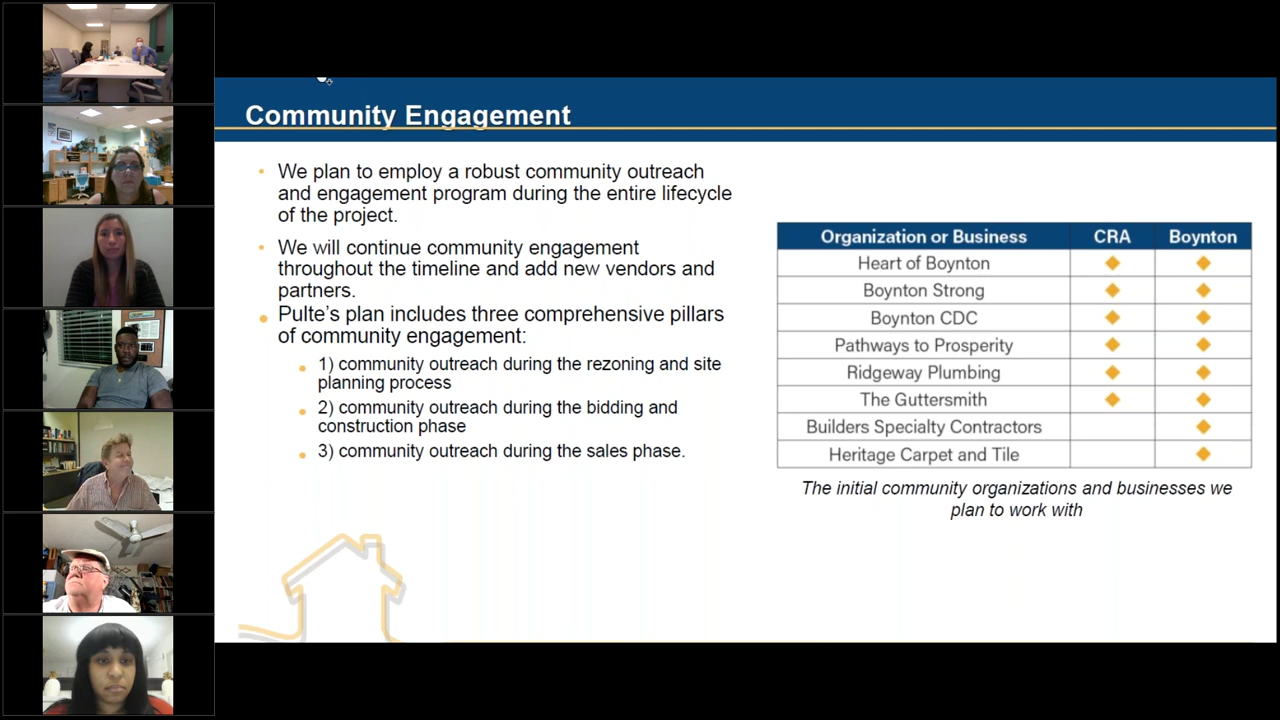 Community Engagement
• We plan to employ a robust community outreach
and engagement program during the entire lifecycle
of the project.
• We will continue community engagement
throughout the timeline and add new vendors and
partners.
• Pulte's plan includes three comprehensive pillars
of community engagement:
• 1) community outreach during the rezoning and site
planning process
• 2) community outreach during the bidding and
construction phase
• 3) community outreach during the sales phase.
Organization or Business CRA Boynton
Heart of Boynton ◆ ◆
Boynton Strong ◆ ◆
Boynton CDC ◆ ◆
Pathways to Prosperity ◆ ◆
Ridgeway Plumbing ◆ ◆
The Guttersmith ◆ ◆
Builders Specialty Contractors ◆
Heritage Carpet and Tile ◆
The initial community organizations and businesses we
plan to work with